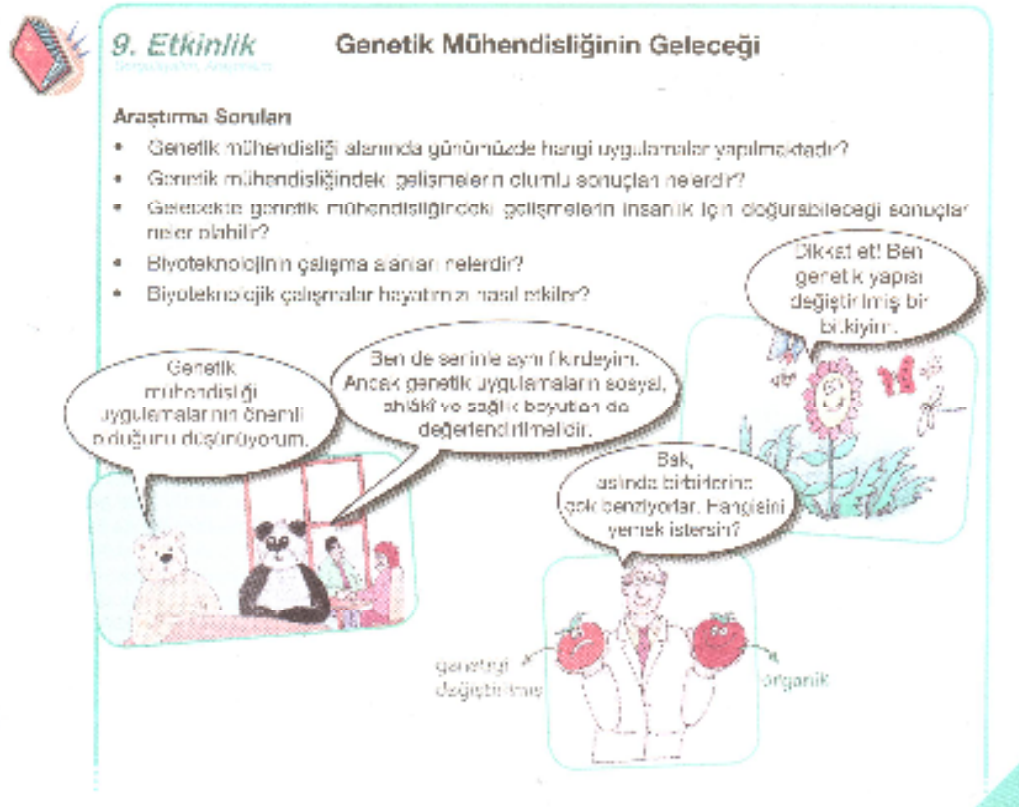 9. Etkinlik
Genetik Mühendisliğinin Geleceği
Araştırma Soruları
• Genetik mühendisliği alanında günümüzde hangi uygulamalar yapılmaktadır?
• Genetik mühendisliğindeki gelişmelerin olumlu sonuçları nelerdir?
• Gelecekte genetik mühendisliğindeki gelişmelerin insanlık için doğurabileceği sonuçlar
neler olabilir?
• Biyoteknolojinin çalışma alanları nelerdir?
• Biyoteknolojik çalışmalar hayatımızı nasıl etkiler?
Dikkat et! Ben
genetik yapısı
değiştirilmiş bir
bitkiyim.
Genetik
mühendisliği
uygulamalarının önemli
olduğunu düşünüyorum.
Ben de seninle aynı fikirdeyim.
Ancak genetik uygulamaların sosyal,
ahlâkî ve sağlık boyutları da
değerlendirilmelidir.
Bak,
aslında birbirlerine
çok benziyorlar. Hangisini
yemek istersin?
genetiği
değiştirilmiş
organik